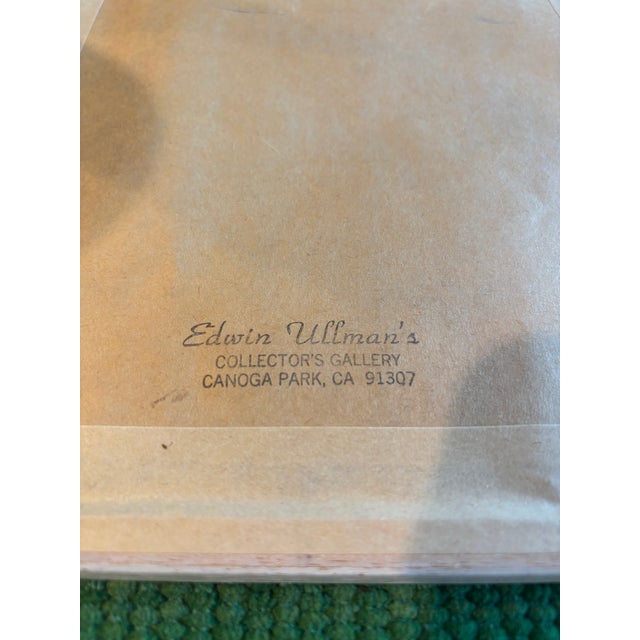 Edwin Ullman's
COLLECTOR'S GALLERY
CANOGA PARK, CA 91307